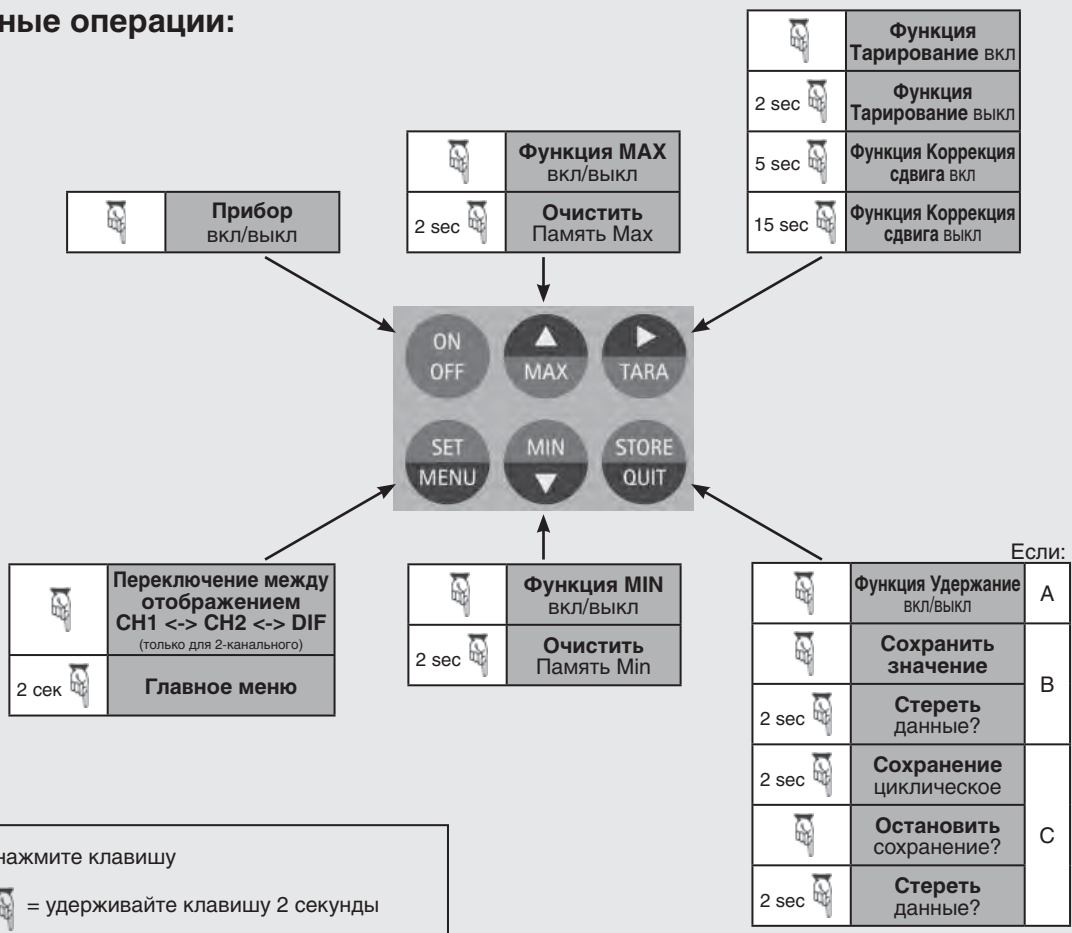 ные операции:
Функция
Тарирование вкл
2 sec
Функция
Тарирование выкл
5 sec
Функция Коррекция
сдвига вкл
15 sec
Функция Коррекция
сдвига выкл
Функция MAX
вкл/выкл
2 sec
Очистить
Память Max
Прибор
вкл/выкл
ON
OFF
MAX
TARA
SET
MENU
MIN
STORE
QUIT
Переключение между
отображением
CH1 <-> CH2 <-> DIF
(только для 2-канального)
2 сек
Главное меню
Функция MIN
вкл/выкл
2 sec
Очистить
Память Min
Если:
Функция Удержание
вкл/выкл
A
Сохранить
значение
B
2 sec
Стереть
данные?
2 sec
Сохранение
циклическое
Остановить
сохранение?
C
2 sec
Стереть
данные?
нажмите клавишу
= удерживайте клавишу 2 секунды